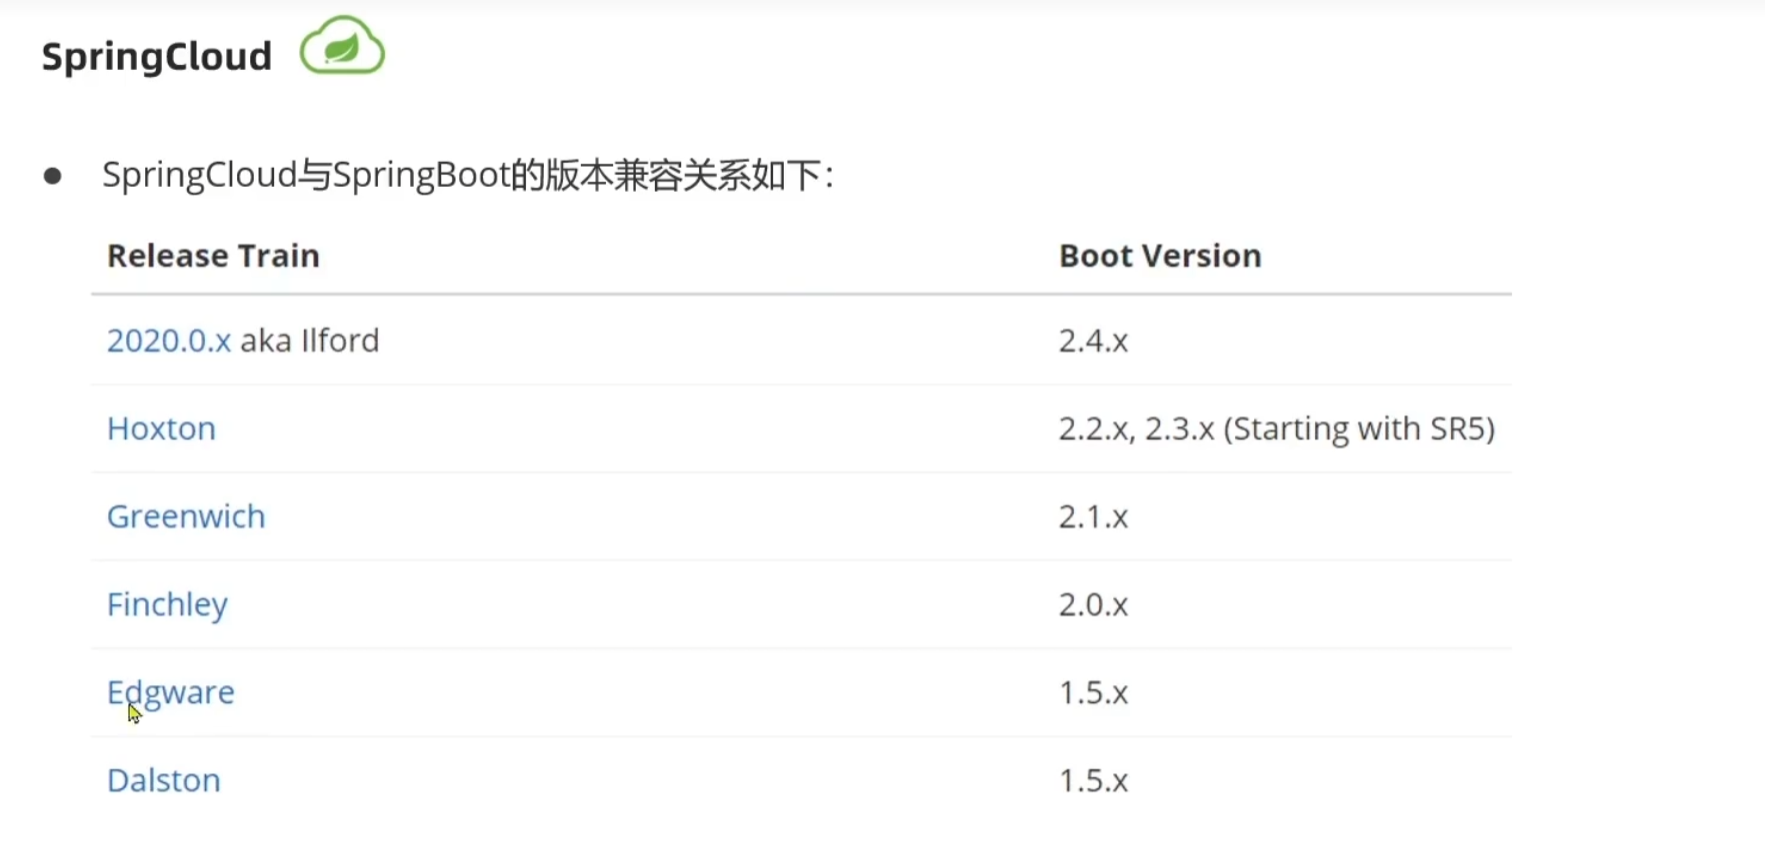 SpringCloud
● SpringCloud与SpringBoot的版本兼容关系如下：
Release Train Boot Version
2020.0.x aka Ilford 2.4.x
Hoxton 2.2.x, 2.3.x (Starting with SR5)
Greenwich 2.1.x
Finchley 2.0.x
Edgware 1.5.x
Dalston 1.5.x